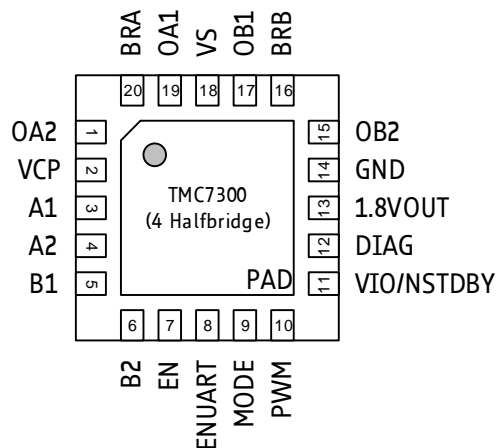 BRA OA1 VS OB1 BRB
20 19 18 17 16
OA2 1 15 OB2
VCP 2 14 GND
A1 3 TMC7300 13 1.8VOUT
(4 Halfbridge)
A2 4 12 DIAG
B1 5 PAD 11 VIO/NSTDBY
6 7 8 9 10
B2 EN ENUART MODE PWM